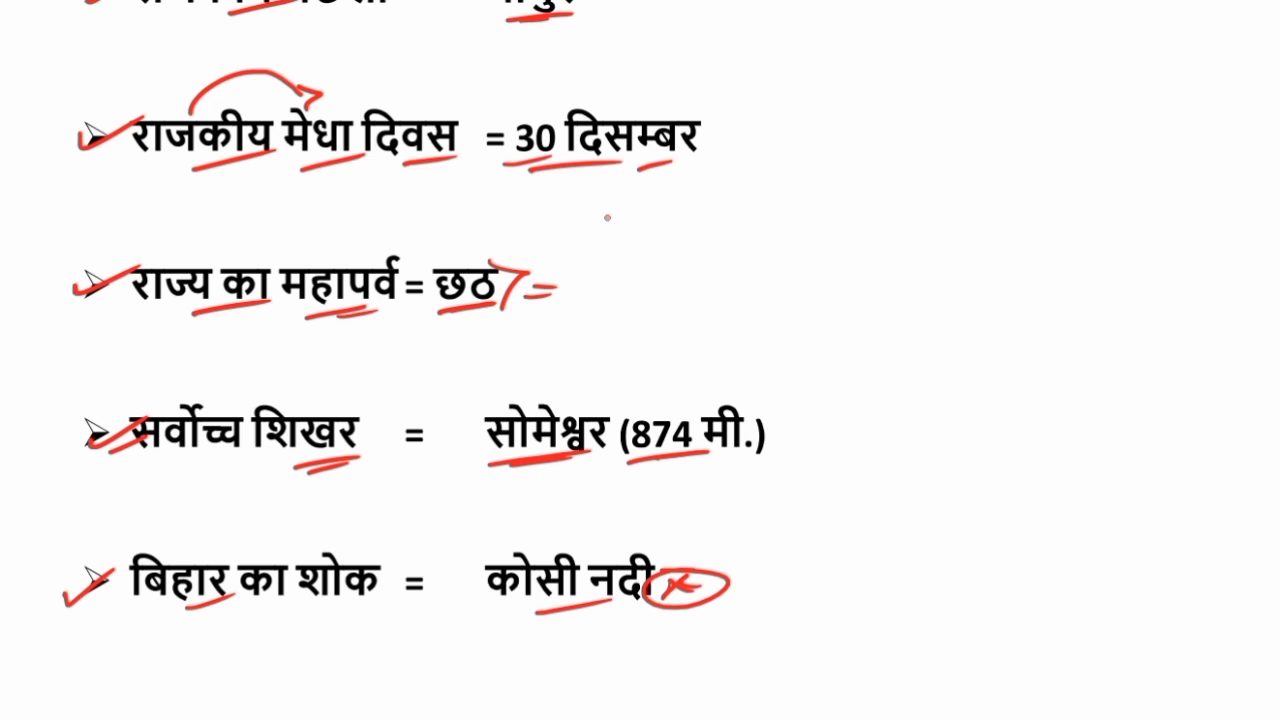 राजकीय मेधा दिवस = 30 दिसम्बर
राज्य का महापर्व = छठ =
सर्वोच्च शिखर = सोमेश्वर (874 मी.)
बिहार का शोक = कोसी नदी